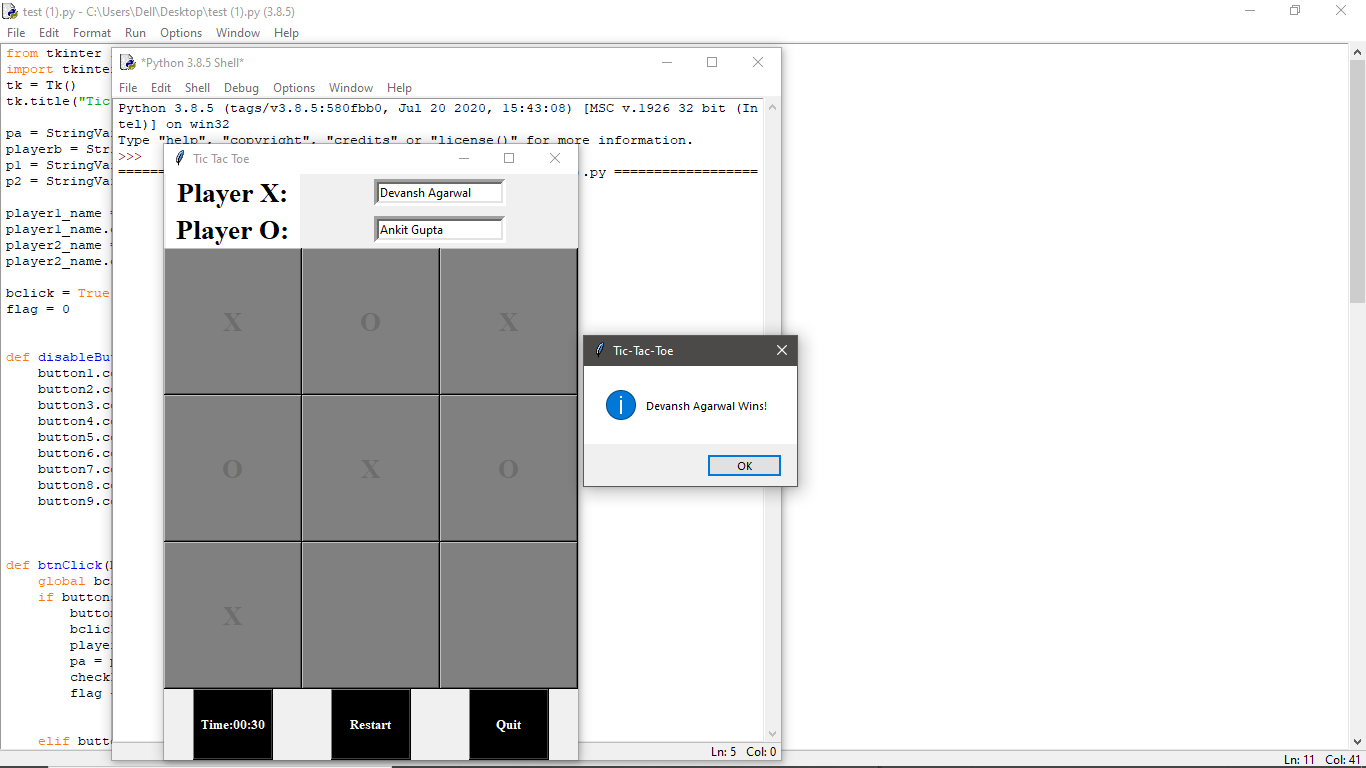 test (1).py - C:\Users\Dell\Desktop\test (1).py (3.8.5)
File Edit Format Run Options Window Help
from tkinter
import tkinte
tk = Tk()
tk.title("Tic
pa = StringVa
playerb = Str
p1 = StringVa
p2 = StringVa
player1_name =
player1_name.
player2_name =
player2_name.
bclick = True
flag = 0
def disableBu
button1.c
button2.c
button3.c
button4.c
button5.c
button6.c
button7.c
button8.c
button9.c
def btnClick(
global bc
if button
butto
bclic
playe
pa =
check
flag
elif butt
*Python 3.8.5 Shell*
File Edit Shell Debug Options Window Help
Python 3.8.5 (tags/v3.8.5:580fbb0, Jul 20 2020, 15:43:08) [MSC v.1926 32 bit (In
tel)] on win32
Type "help", "copyright", "credits" or "license()" for more information.
>>>
.py ==================
Tic Tac Toe
Player X: Devansh Agarwal
Player O: Ankit Gupta
X O X
O X O
X
Time:00:30 Restart Quit
Tic-Tac-Toe
Devansh Agarwal Wins!
OK
Ln: 5 Col: 0
Ln: 11 Col: 41